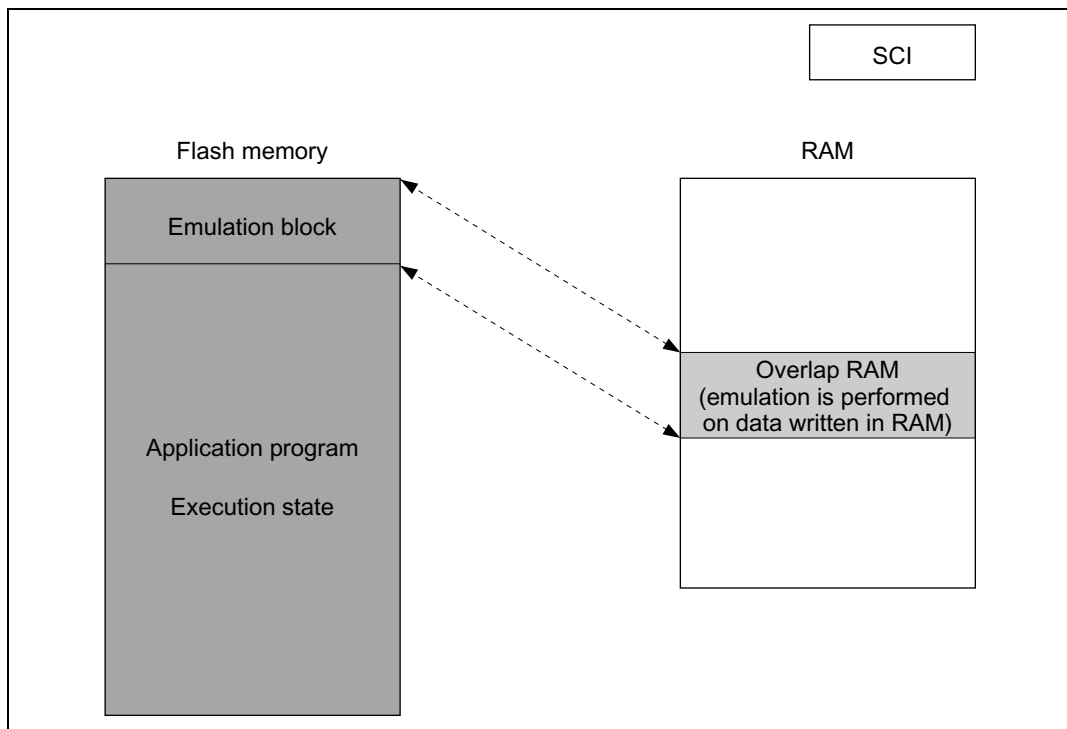 SCI
Flash memory
RAM
Emulation block
Overlap RAM
(emulation is performed
on data written in RAM)
Application program
Execution state